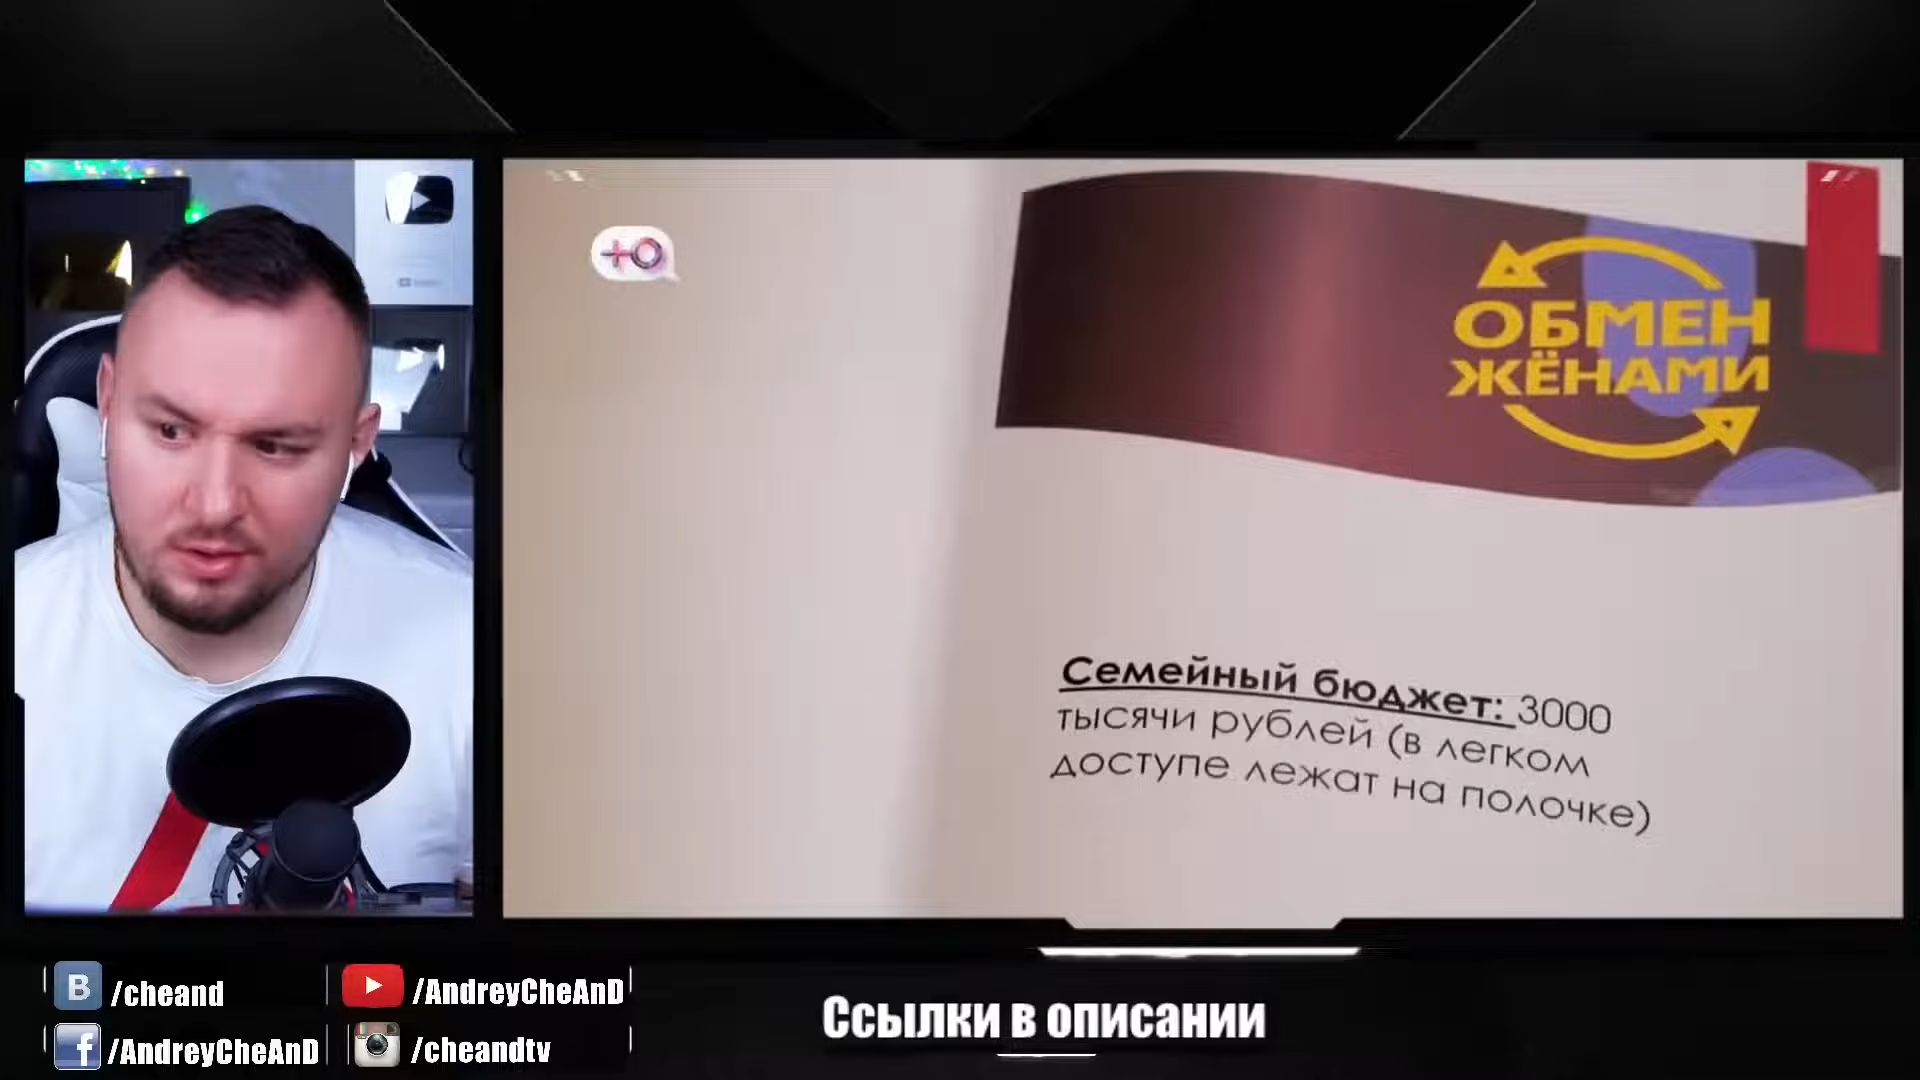 Ю
ОБМЕН
ЖЁНАМИ
Семейный бюджет: 3000
тысячи рублей (в легком
доступе лежат на полочке)
В /cheand
/AndreyCheAnD
f /AndreyCheAnD
/cheandtv
Ссылки в описании